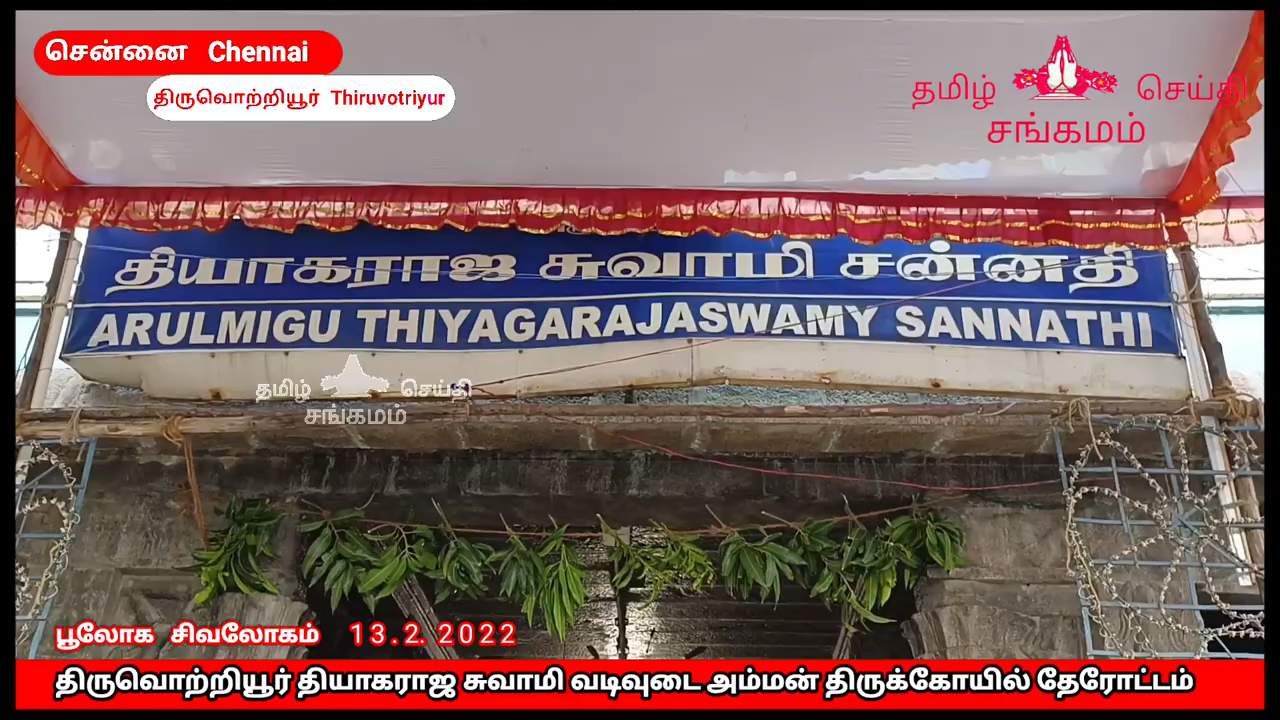 சென்னை Chennai
திருவொற்றியூர் Thiruvotriyur
தமிழ் செய்தி
சங்கமம்
தியாகராஜ சுவாமி சன்னதி
ARULMIGU THIYAGARAJASWAMY SANNATHI
தமிழ் செய்தி
சங்கமம்
பூலோக சிவலோகம் 13.2.2022
திருவொற்றியூர் தியாகராஜ சுவாமி வடிவுடை அம்மன் திருக்கோயில் தேரோட்டம்